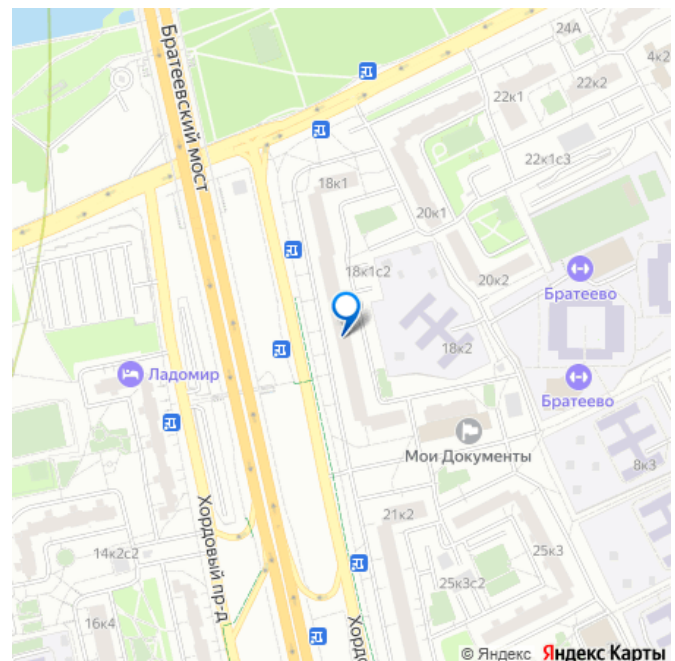 24А
4к2
Братеевский мост
22к2
22к1
22к1с3
18к1
20к1
18к1с2
20к2
Братеево
18к2
Ладомир
Братеево
Мои Документы
8к3
21к2
Хордовый пр-д
14к2с2
25к3
25к3с2
16к4
Хорд
© Яндекс Яндекс Карты